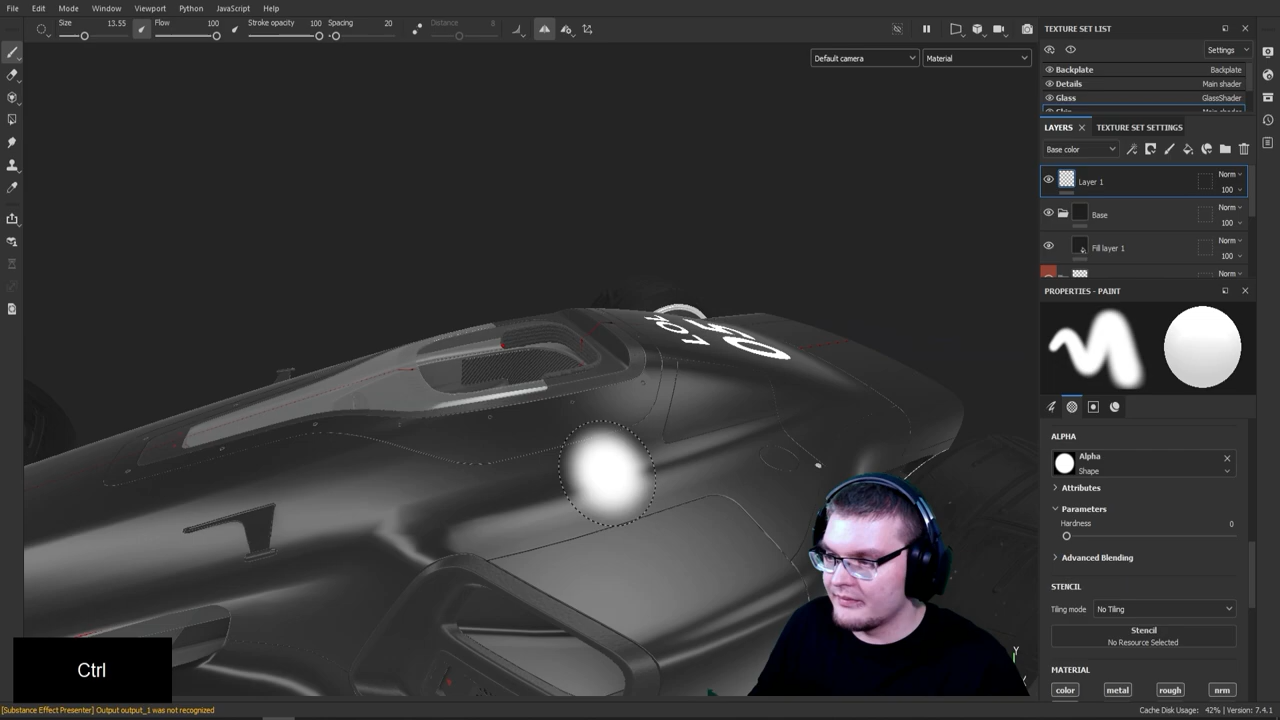 File Edit Mode Window Viewport Python JavaScript Help
Size 13.55 Flow 100 Stroke opacity 100 Spacing 20 Distance 8
Default camera Material
TEXTURE SET LIST
Settings
Backplate Backplate
Details Main shader
Glass GlassShader
LAYERS TEXTURE SET SETTINGS
Base color
Layer 1 Norm 100
Base Norm 100
Fill layer 1 Norm 100
Norm
PROPERTIES - PAINT
ALPHA
Alpha
Shape
Attributes
Parameters
Hardness 0
Advanced Blending
STENCIL
Tiling mode No Tiling
Stencil
No Resource Selected
MATERIAL
color metal rough nrm
Y
Ctrl
[Substance Effect Presenter] Output output_1 was not recognized
Cache Disk Usage: 42% | Version: 7.4.1